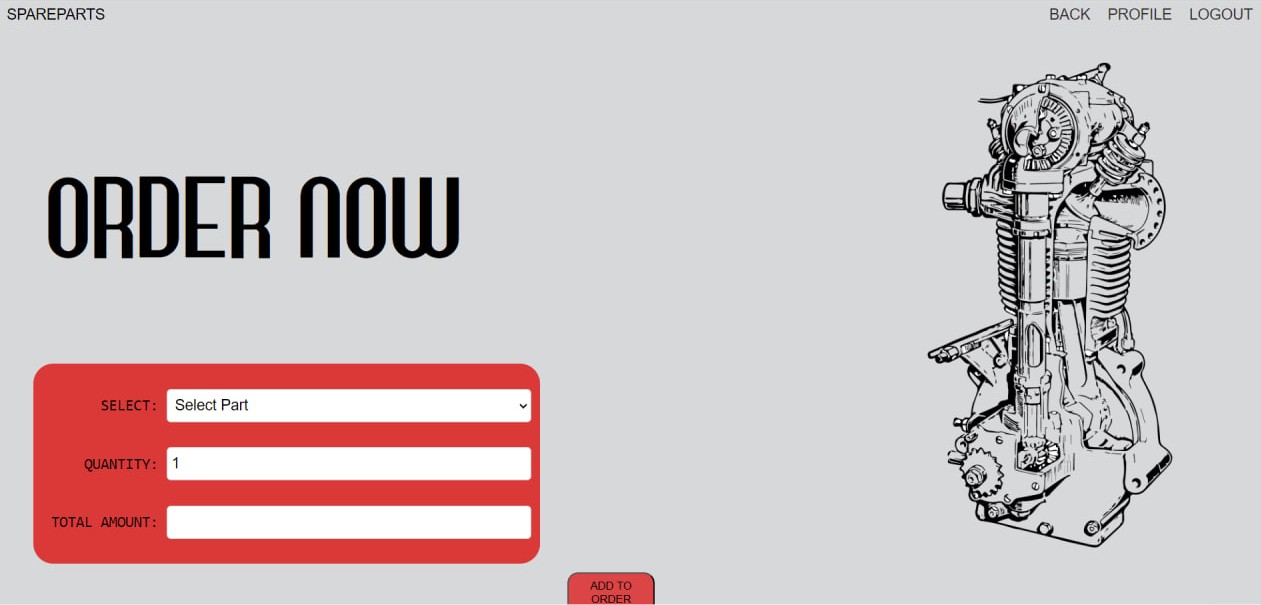 SPAREPARTS
BACK PROFILE LOGOUT
ORDER NOW
SELECT: Select Part
QUANTITY: 1
TOTAL AMOUNT:
ADD TO
ORDER